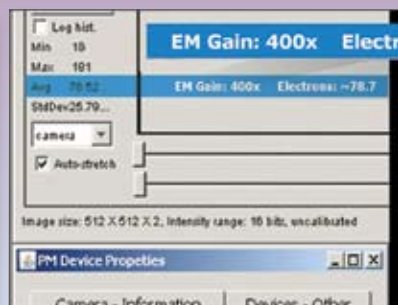 Log hist.
EM Gain: 400x Electr
Min 19
Max 191
Avg 78.52
EM Gain: 400x Electrons: ~78.7
StdDev25.79...
camera
Auto-stretch
Image size: 512 X 512 X 2, Intensity range: 16 bits, uncalibrated
PM Device Propeties
Camera - Information
Devices - Other